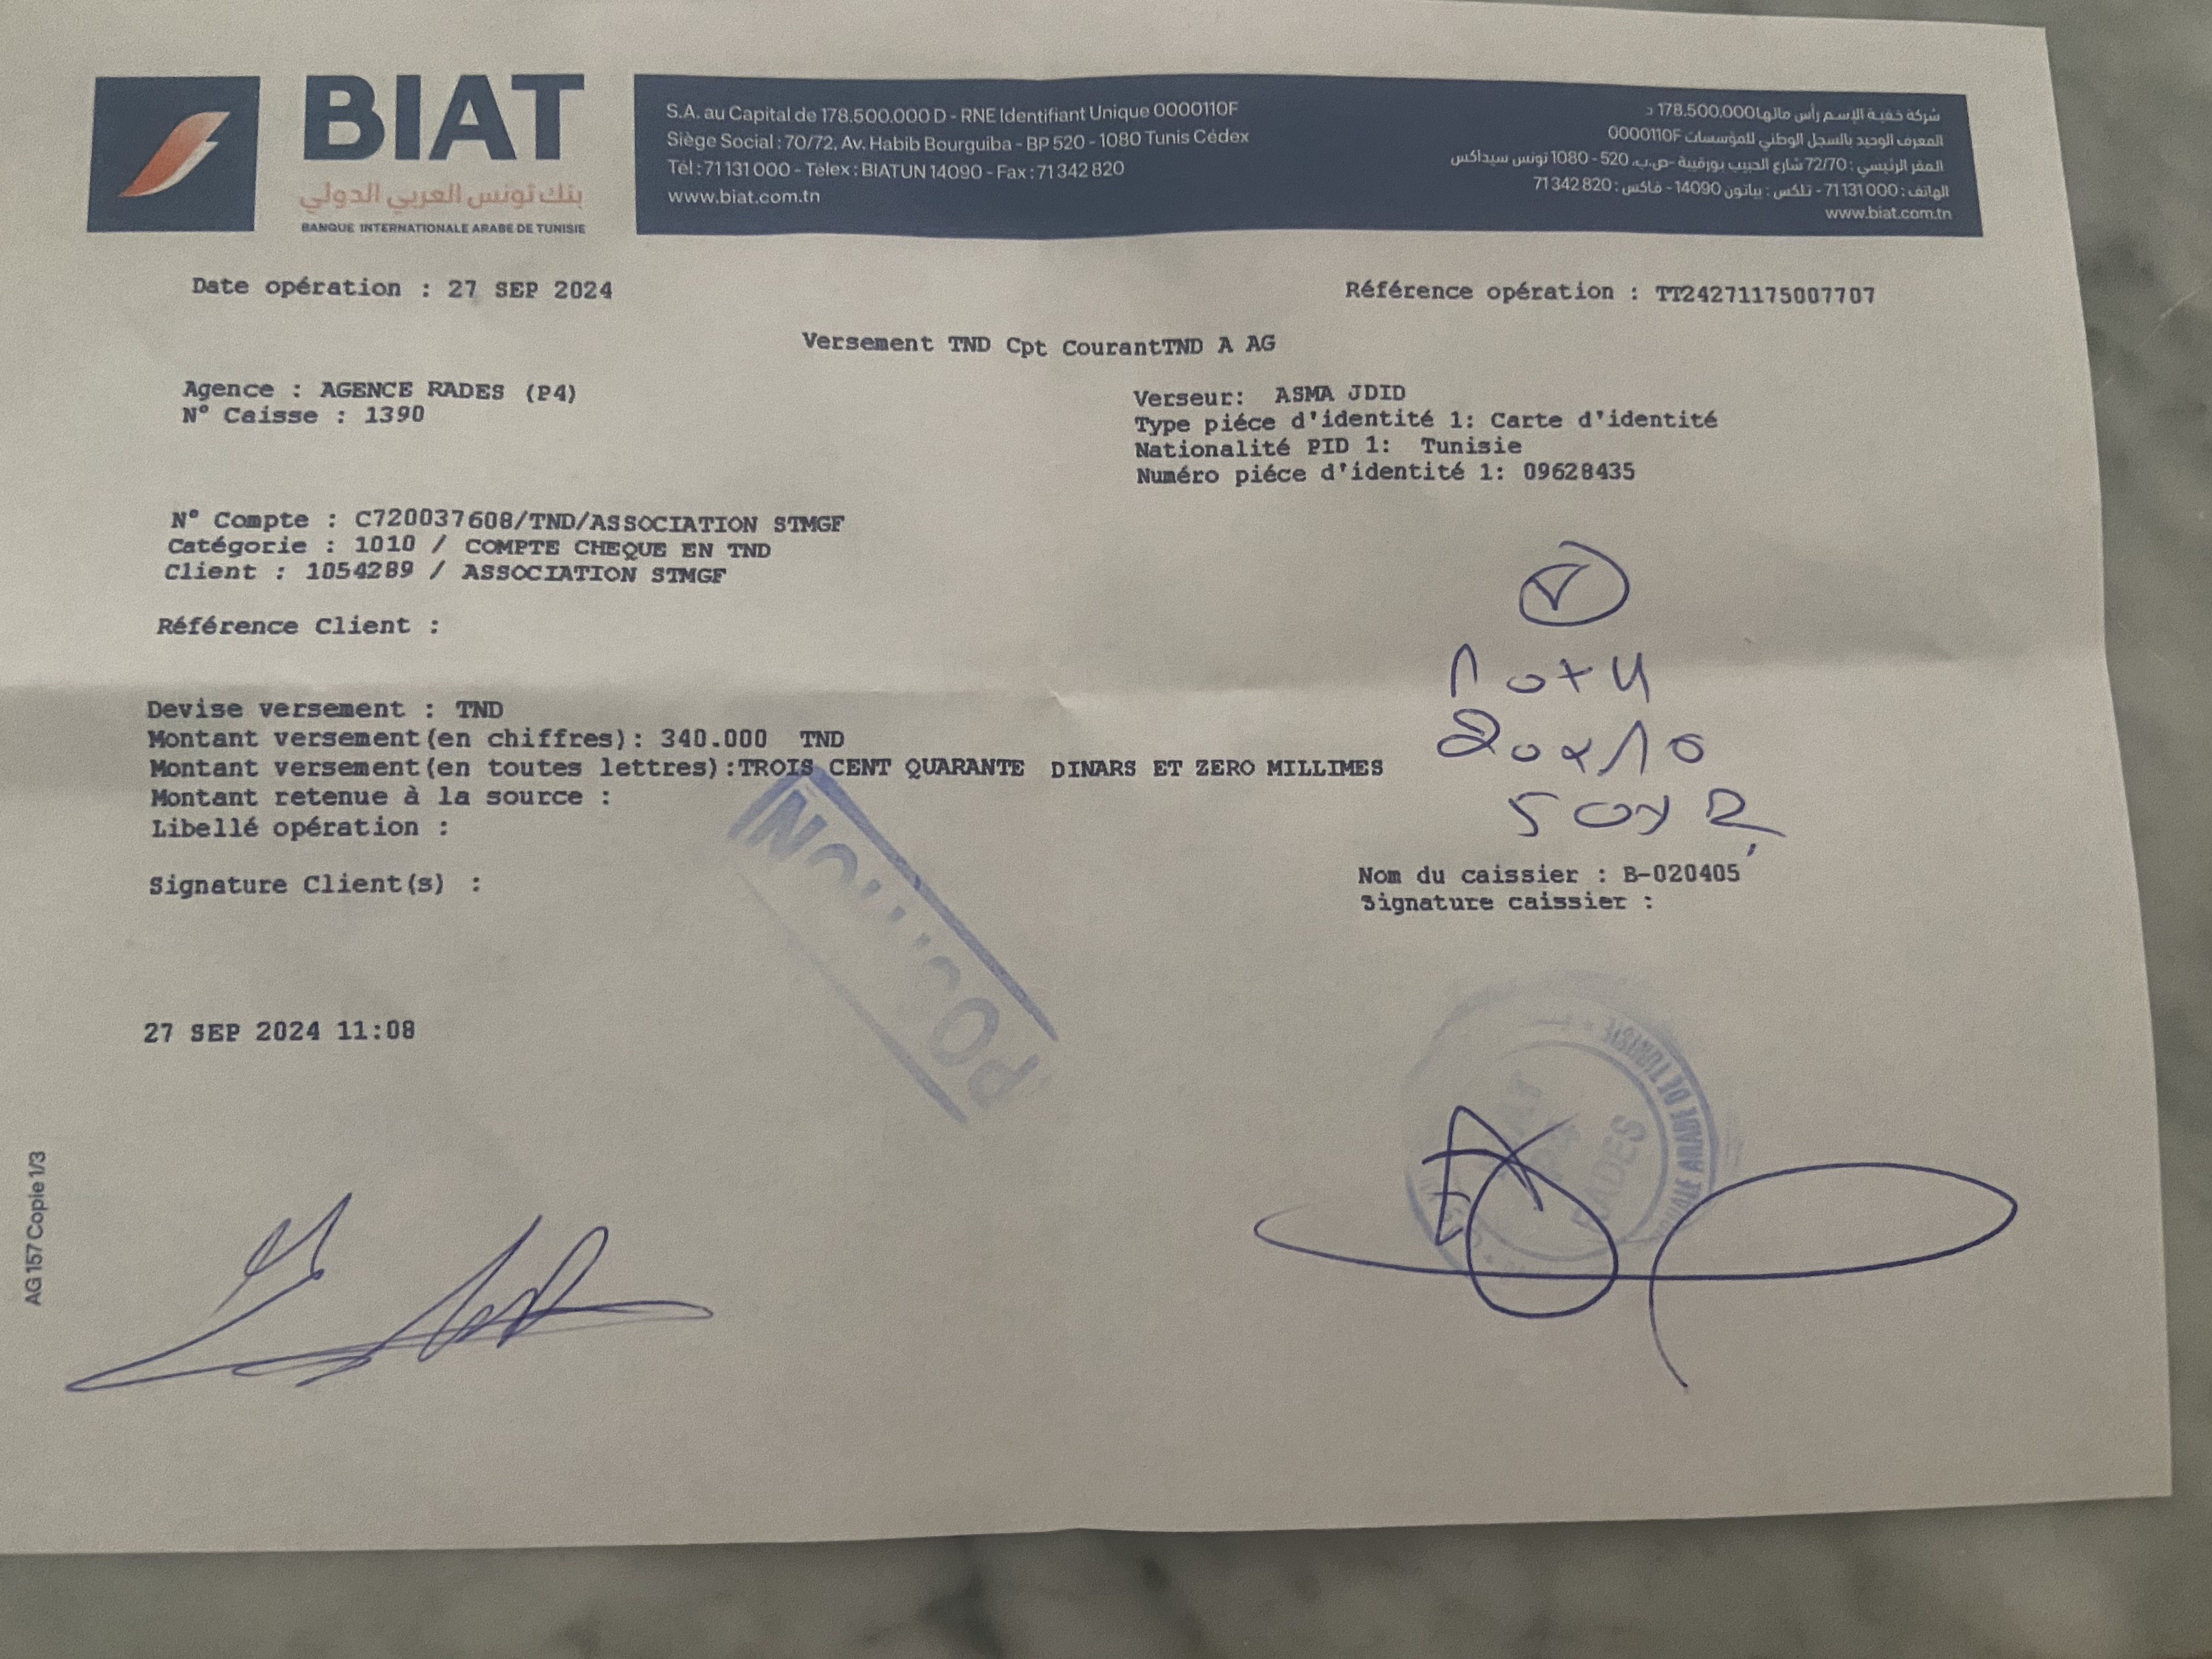 BIAT
بنك تونس العربي الدولي
BANQUE INTERNATIONALE ARABE DE TUNISIE
S.A. au Capital de 178.500.000 D - RNE Identifiant Unique 0000110F
Siège Social : 70/72, Av. Habib Bourguiba - BP 520 - 1080 Tunis Cédex
Tél : 71 131 000 - Télex : BIATUN 14090 - Fax : 71 342 820
www.biat.com.tn
شركة خفية الإسم رأس مالها 178.500.000 د
المعرف الوحيد بالسجل الوطني للمؤسسات 0000110F
المقر الرئيسي : 72/70 شارع الحبيب بورقيبة -ص.ب. 520 - 1080 تونس سيداكس
الهاتف : 71 131 000 - تلكس : بياتون 14090 - فاكس : 71 342 820
www.biat.com.tn
Date opération : 27 SEP 2024
Référence opération : TT24271175007707
Versement TND Cpt CourantTND A AG
Agence : AGENCE RADES (P4)
N° Caisse : 1390
Verseur: ASMA JDID
Type piéce d'identité 1: Carte d'identité
Nationalité PID 1: Tunisie
Numéro piéce d'identité 1: 09628435
N° Compte : C720037608/TND/ASSOCIATION STMGF
Catégorie : 1010 / COMPTE CHEQUE EN TND
Client : 1054289 / ASSOCIATION STMGF
Référence Client :
10x4
20x10
50x2
Devise versement : TND
Montant versement(en chiffres): 340.000 TND
Montant versement(en toutes lettres):TROIS CENT QUARANTE DINARS ET ZERO MILLIMES
Montant retenue à la source :
Libellé opération :
Signature Client(s) :
Nom du caissier : B-020405
Signature caissier :
27 SEP 2024 11:08
BIAT
RADES
ARABE DE TUNISIE
AG 157 Copie 1/3